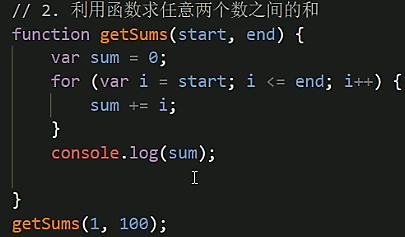 // 2. 利用函数求任意两个数之间的和
function getSums(start, end) {
    var sum = 0;
    for (var i = start; i <= end; i++) {
        sum += i;
    }
    console.log(sum);
}
getSums(1, 100);